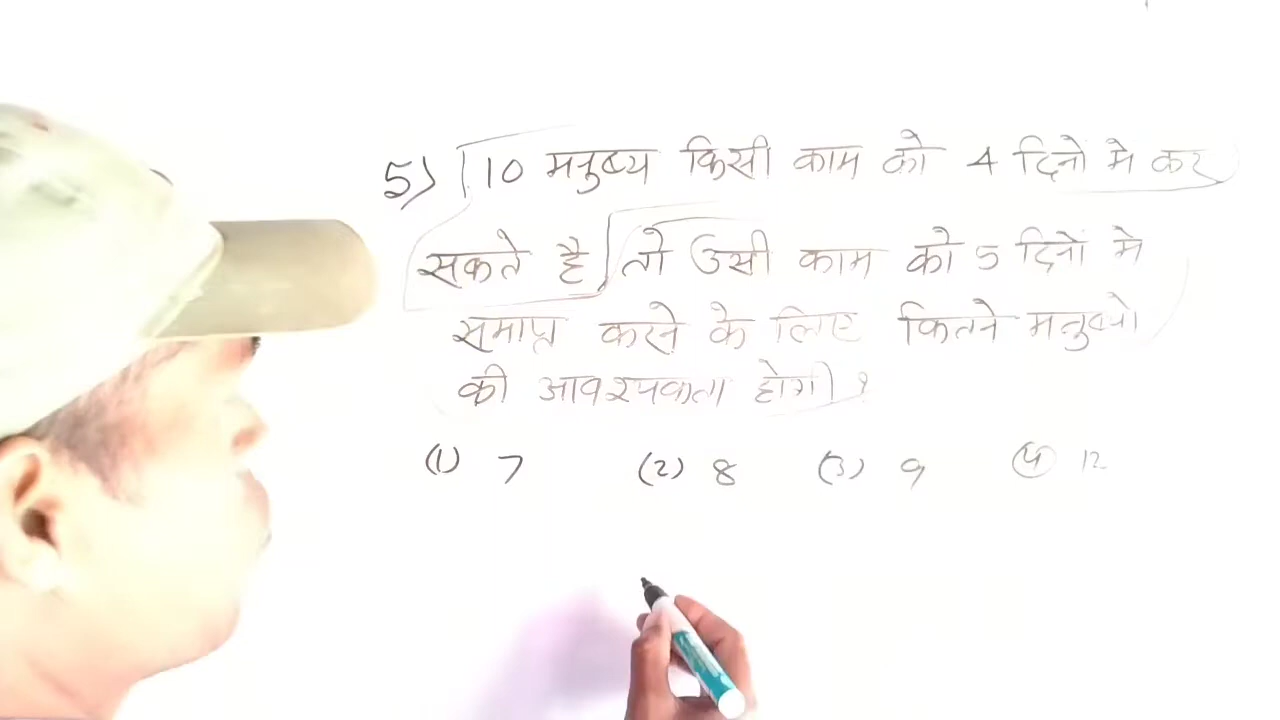 5) 10 मनुष्य किसी काम को 4 दिनो मे कर
सकते है तो उसी काम को 5 दिनों मे
समाप्त करने के लिए कितने मनुष्यो
की आवश्यकता होगी ?
(1) 7 (2) 8 (3) 9 (4) 12